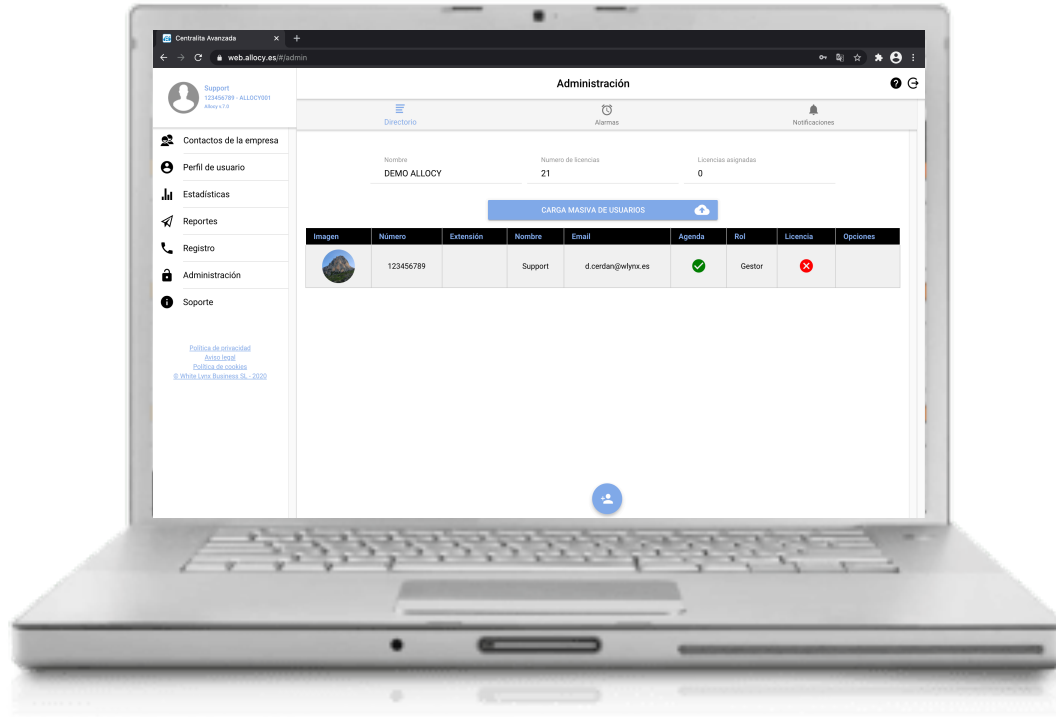 Centralita Avanzada
web.allocy.es/#/admin
Support
123456789 - ALLOCY001
Allocy v.7.0
Administración
Directorio
Alarmas
Notificaciones
Contactos de la empresa
Perfil de usuario
Estadísticas
Reportes
Registro
Administración
Soporte
Política de privacidad
Aviso legal
Política de cookies
© White Lynx Business SL - 2020
Nombre Numero de licencias Licencias asignadas
DEMO ALLOCY 21 0
CARGA MASIVA DE USUARIOS
Imagen Número Extensión Nombre Email Agenda Rol Licencia Opciones
123456789 Support d.cerdan@wlynx.es Gestor